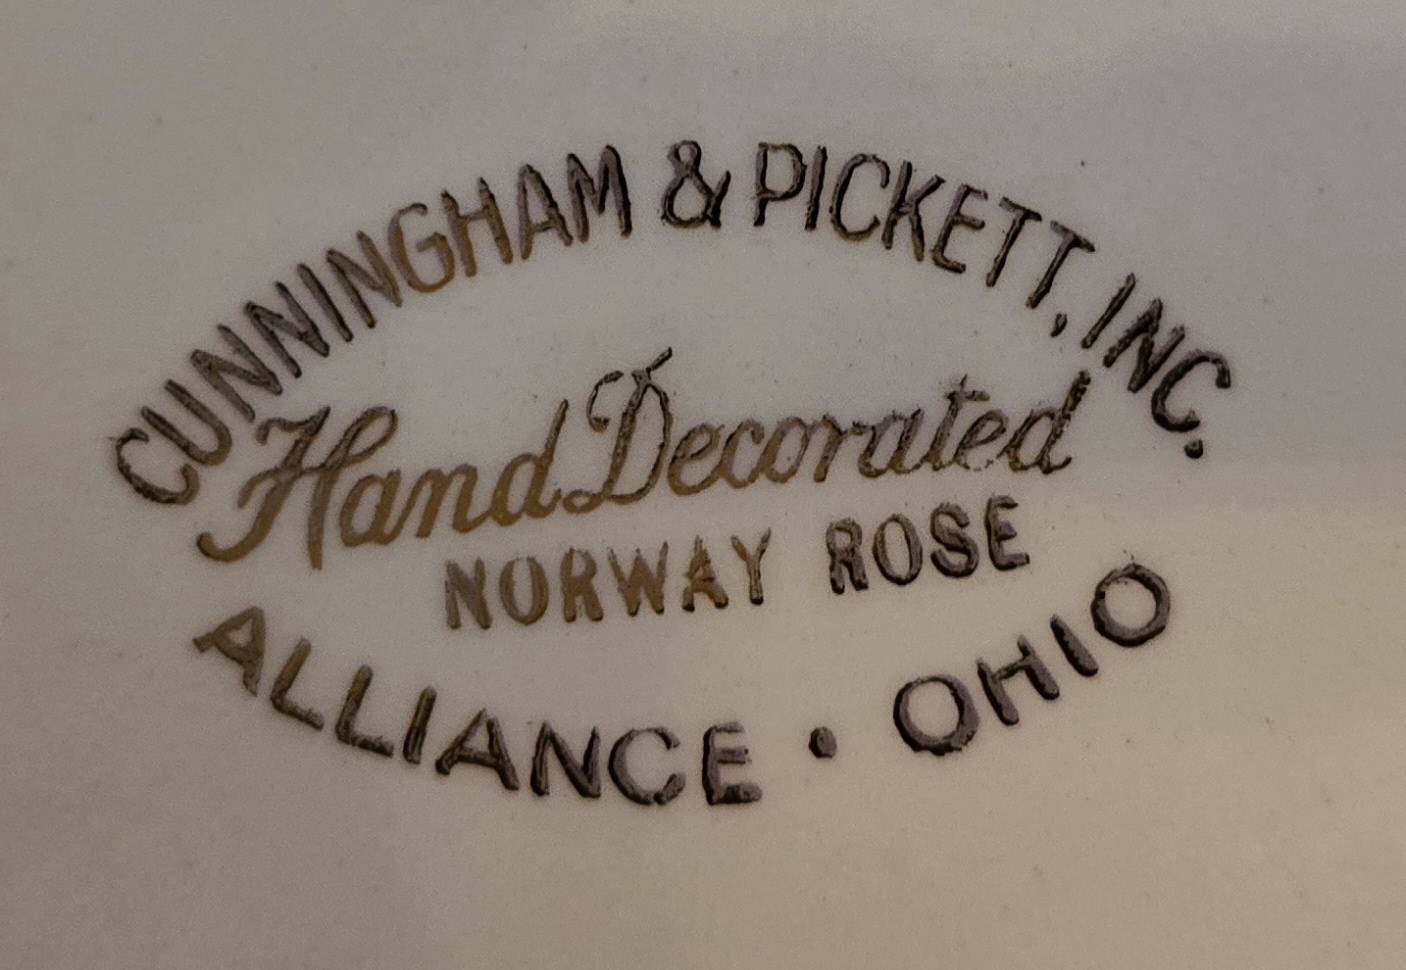 CUNNINGHAM & PICKETT, INC.
Hand Decorated
NORWAY ROSE
ALLIANCE • OHIO